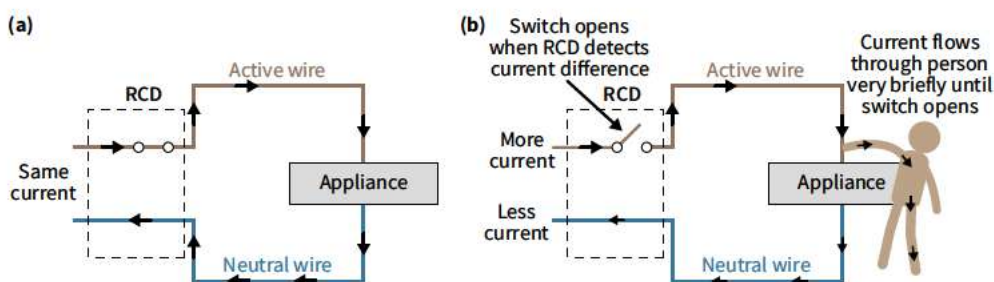 (a)
Active wire
RCD
Same
current
Appliance
Neutral wire
(b)
Switch opens
when RCD detects
current difference
Active wire
Current flows
through person
very briefly until
switch opens
RCD
More
current
Appliance
Less
current
Neutral wire